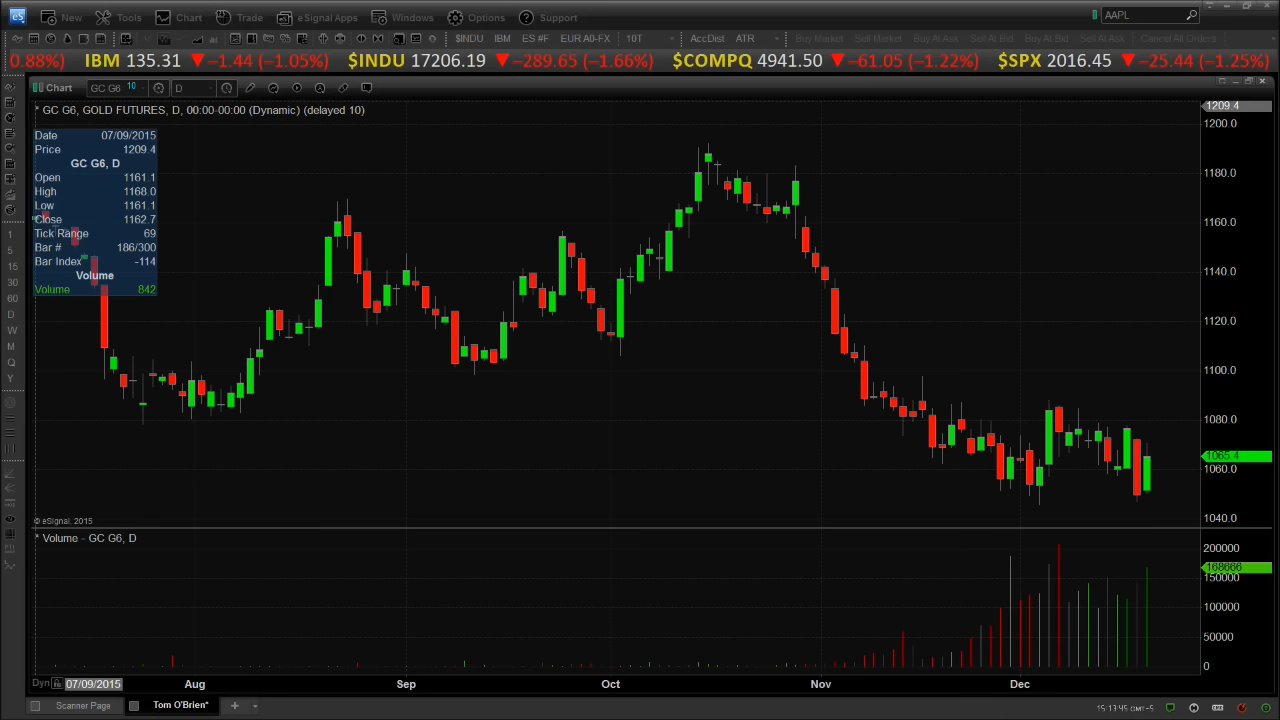 eS New Tools Chart Trade eSignal Apps Windows Options Support AAPL
$INDU IBM ES #F EUR A0-FX 10T AccDist ATR Buy Market Sell Market Buy At Ask Sell At Bid Buy At Bid Sell At Ask Cancel All Orders
0.88%) IBM 135.31 ▼ −1.44 (−1.05%) $INDU 17206.19 ▼ −289.65 (−1.66%) $COMPQ 4941.50 ▼ −61.05 (−1.22%) $SPX 2016.45 ▼ −25.44 (−1.25%)
Chart GC G6 10 D
* GC G6, GOLD FUTURES, D, 00:00-00:00 (Dynamic) (delayed 10)
1209.4
1200.0
Date 07/09/2015
Price 1209.4
GC G6, D
Open 1161.1
High 1168.0
Low 1161.1
Close 1162.7
Tick Range 69
Bar # 186/300
Bar Index -114
Volume
Volume 842
1180.0
1160.0
1140.0
1120.0
1100.0
1080.0
1065.4
1060.0
1040.0
1
5
15
30
60
D
W
M
Q
Y
© eSignal, 2015
* Volume - GC G6, D
200000
168666
150000
100000
50000
0
Dyn 07/09/2015 Aug Sep Oct Nov Dec
Scanner Page Tom O'Brien* +